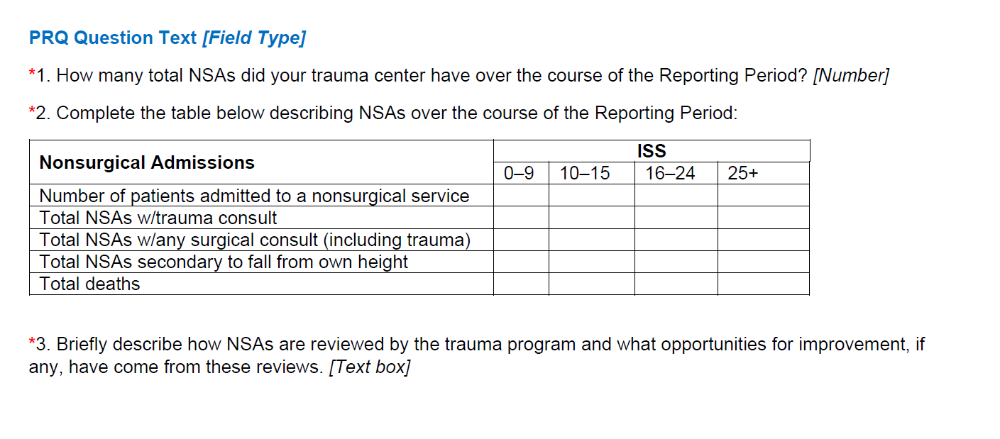 PRQ Question Text [Field Type]
*1. How many total NSAs did your trauma center have over the course of the Reporting Period? [Number]
*2. Complete the table below describing NSAs over the course of the Reporting Period:
Nonsurgical Admissions
ISS
0–9 10–15 16–24 25+
Number of patients admitted to a nonsurgical service
Total NSAs w/trauma consult
Total NSAs w/any surgical consult (including trauma)
Total NSAs secondary to fall from own height
Total deaths
*3. Briefly describe how NSAs are reviewed by the trauma program and what opportunities for improvement, if
any, have come from these reviews. [Text box]